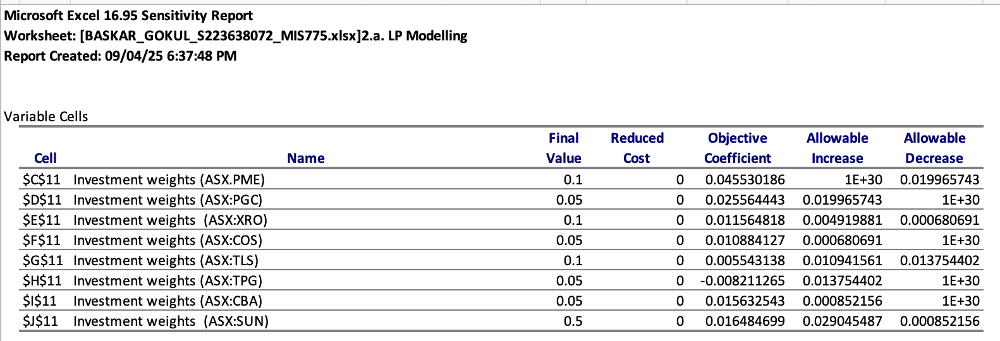 Microsoft Excel 16.95 Sensitivity Report
Worksheet: [BASKAR_GOKUL_S223638072_MIS775.xlsx]2.a. LP Modelling
Report Created: 09/04/25 6:37:48 PM
Variable Cells
Final Reduced Objective Allowable Allowable
Cell Name Value Cost Coefficient Increase Decrease
$C$11 Investment weights (ASX.PME) 0.1 0 0.045530186 1E+30 0.019965743
$D$11 Investment weights (ASX:PGC) 0.05 0 0.025564443 0.019965743 1E+30
$E$11 Investment weights (ASX:XRO) 0.1 0 0.011564818 0.004919881 0.000680691
$F$11 Investment weights (ASX:COS) 0.05 0 0.010884127 0.000680691 1E+30
$G$11 Investment weights (ASX:TLS) 0.1 0 0.005543138 0.010941561 0.013754402
$H$11 Investment weights (ASX:TPG) 0.05 0 -0.008211265 0.013754402 1E+30
$I$11 Investment weights (ASX:CBA) 0.05 0 0.015632543 0.000852156 1E+30
$J$11 Investment weights (ASX:SUN) 0.5 0 0.016484699 0.029045487 0.000852156